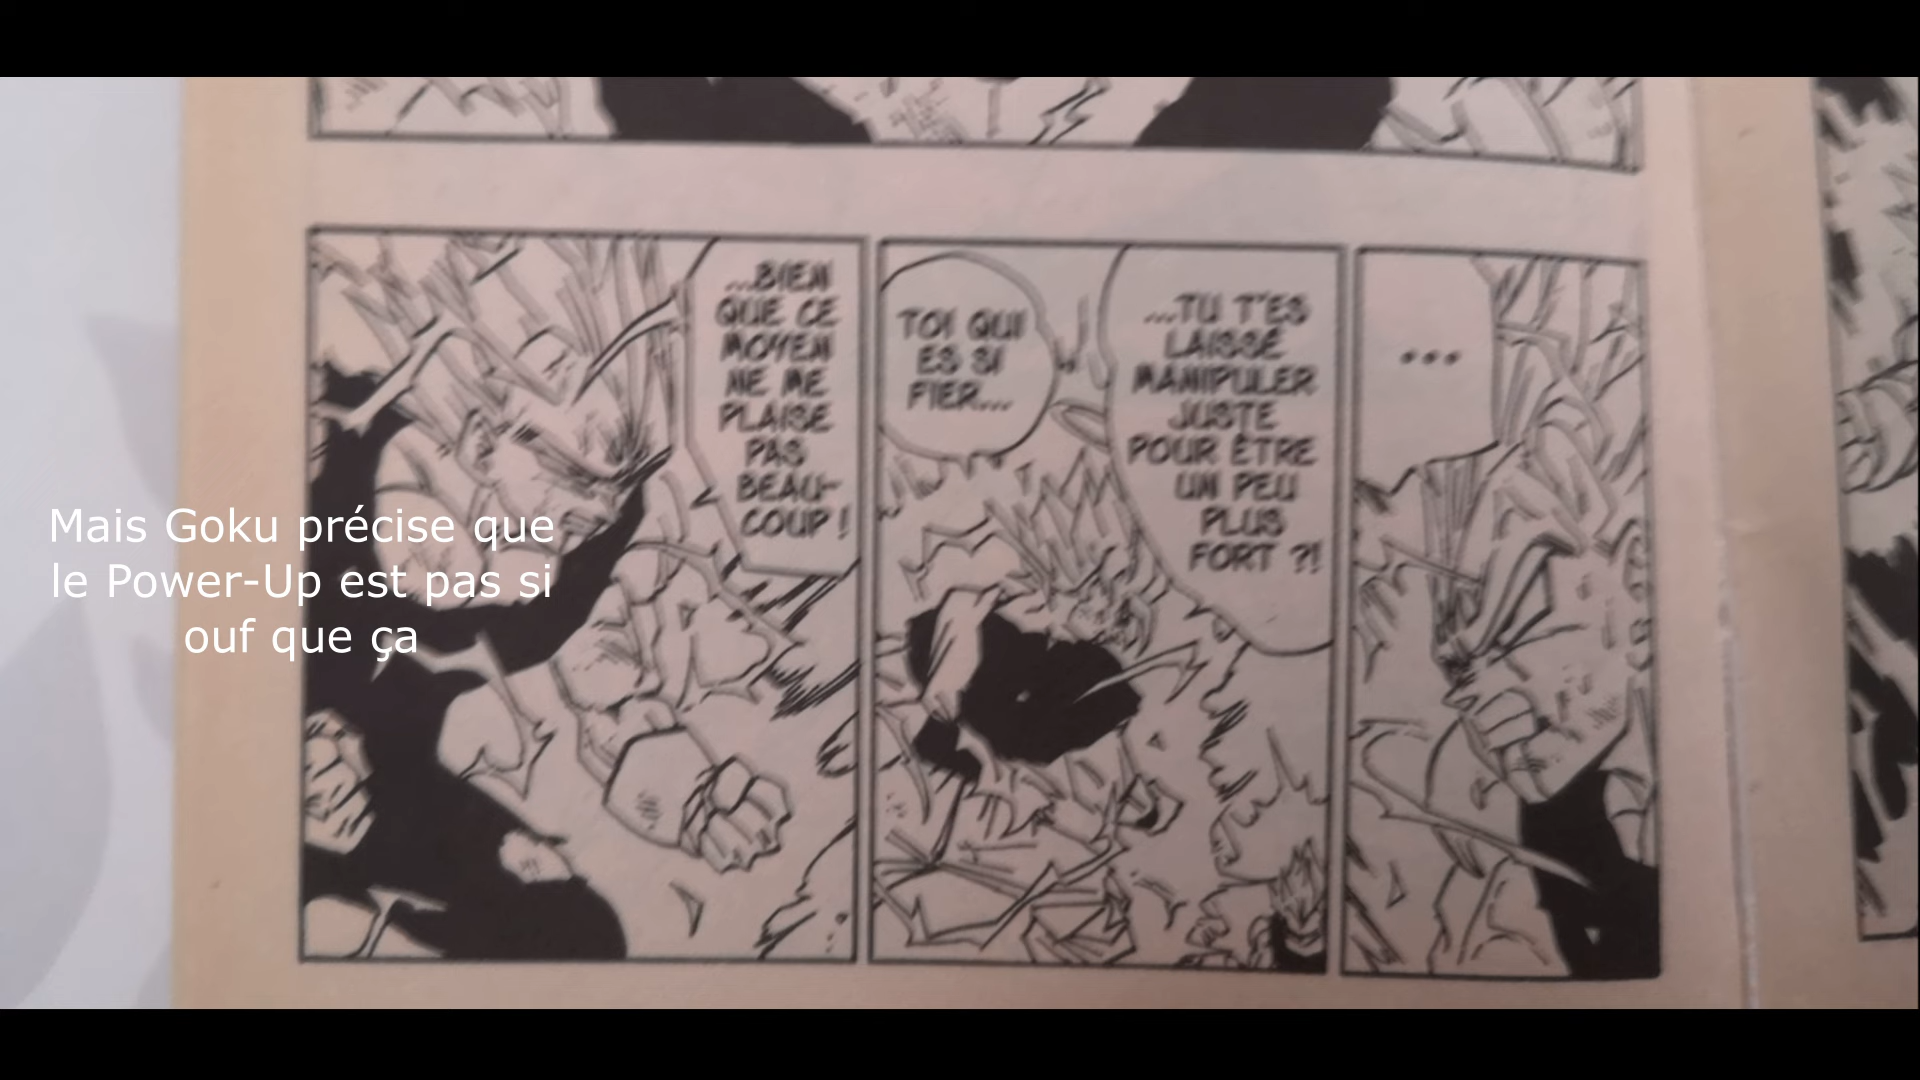 ...BIEN
QUE CE
MOYEN
NE ME
PLAISE
PAS
BEAU-
COUP !
TOI QUI
ES SI
FIER...
...TU T'ES
LAISSÉ
MANIPULER
JUSTE
POUR ÊTRE
UN PEU
PLUS
FORT ?!
...
Mais Goku précise que
le Power-Up est pas si
ouf que ça